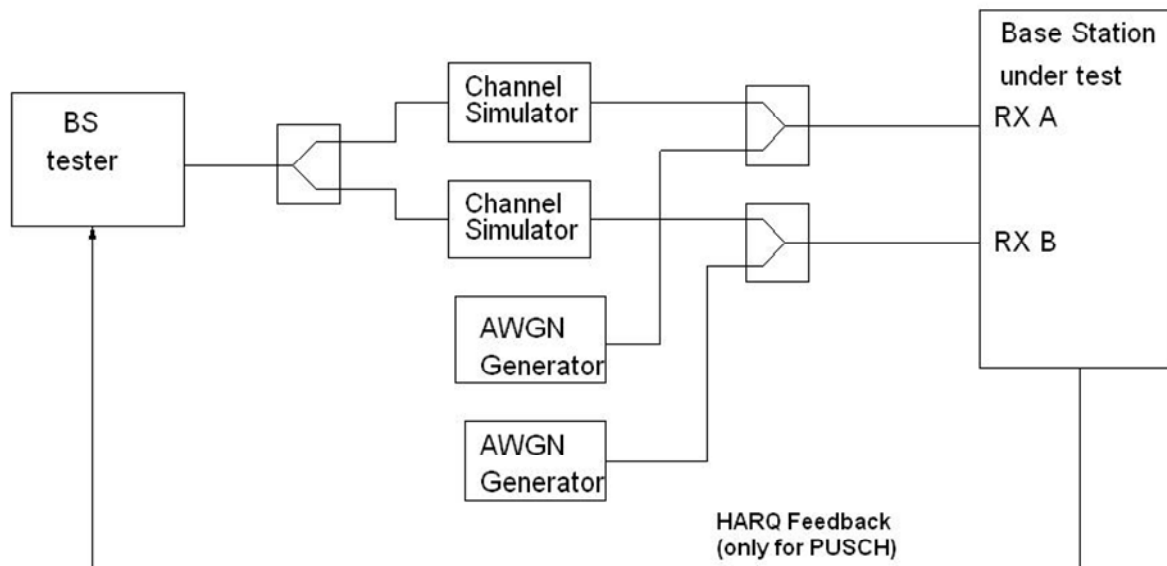 BS
tester
Channel
Simulator
Channel
Simulator
AWGN
Generator
AWGN
Generator
Base Station
under test
RX A
RX B
HARQ Feedback
(only for PUSCH)